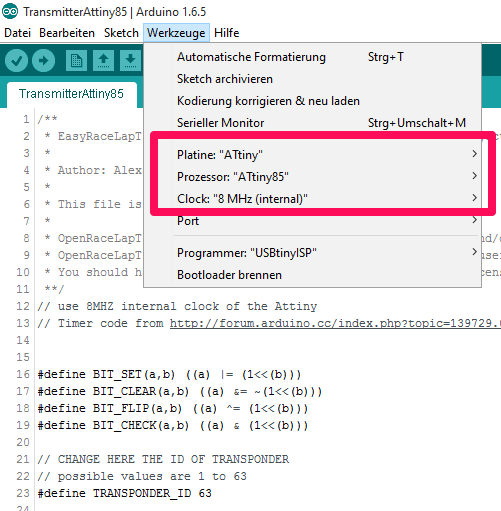 TransmitterAttiny85 | Arduino 1.6.5
Datei Bearbeiten Sketch Werkzeuge Hilfe
Automatische Formatierung Strg+T
Sketch archivieren
Kodierung korrigieren & neu laden
Serieller Monitor Strg+Umschalt+M
Platine: "ATtiny"
Prozessor: "ATtiny85"
Clock: "8 MHz (internal)"
Port
Programmer: "USBtinyISP"
Bootloader brennen
TransmitterAttiny85
1 /**
2 * EasyRaceLapT
3 *
4 * Author: Alex
5 *
6 * This file is
7 *
8 * OpenRaceLapT
9 * OpenRaceLapT
10 * You should h
11 **/
12 // use 8MHZ internal clock of the Attiny
13 // Timer code from http://forum.arduino.cc/index.php?topic=139729.
14
15
16 #define BIT_SET(a,b) ((a) |= (1<<(b)))
17 #define BIT_CLEAR(a,b) ((a) &= ~(1<<(b)))
18 #define BIT_FLIP(a,b) ((a) ^= (1<<(b)))
19 #define BIT_CHECK(a,b) ((a) & (1<<(b)))
20
21 // CHANGE HERE THE ID OF TRANSPONDER
22 // possible values are 1 to 63
23 #define TRANSPONDER_ID 63